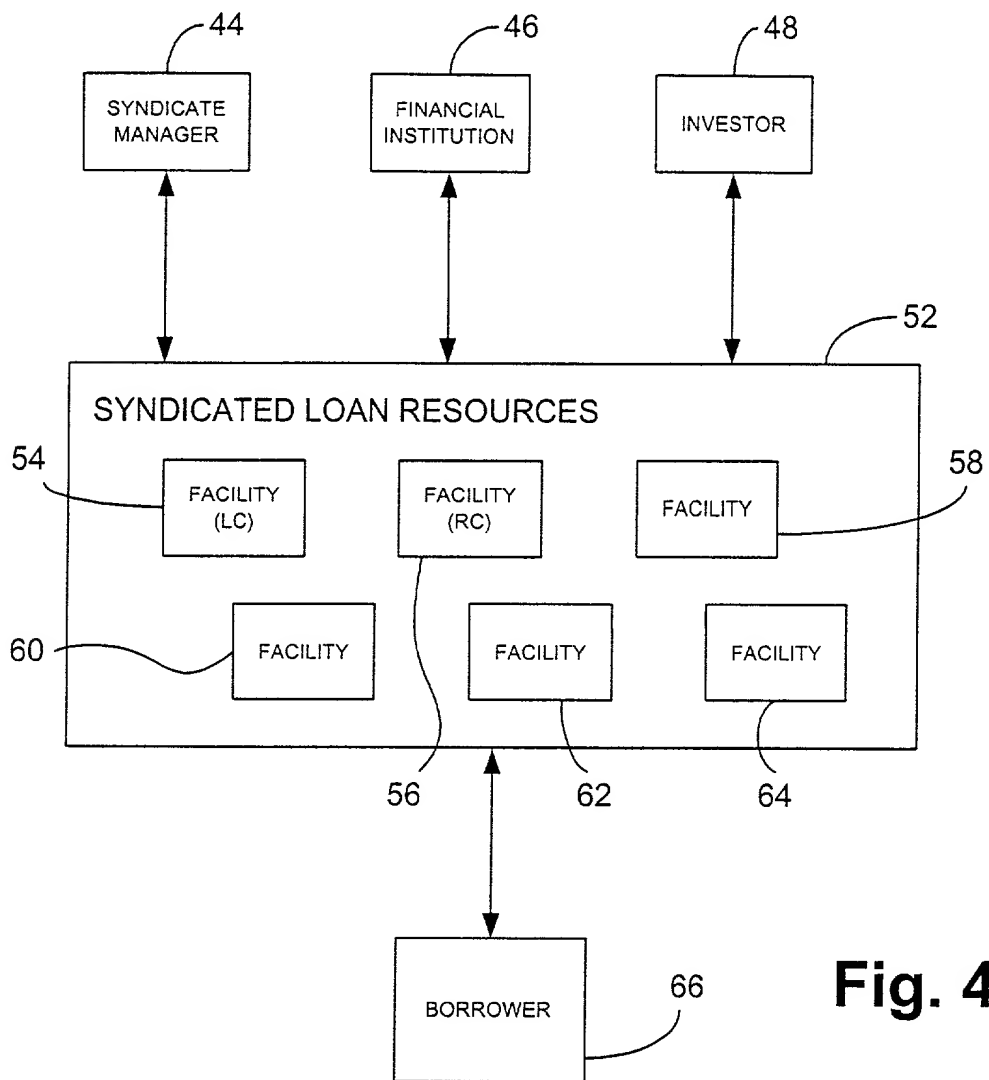 44
46
48
SYNDICATE
MANAGER
FINANCIAL
INSTITUTION
INVESTOR
52
SYNDICATED LOAN RESOURCES
54
FACILITY
(LC)
FACILITY
(RC)
FACILITY
58
60
FACILITY
FACILITY
FACILITY
56
62
64
BORROWER
66
Fig. 4